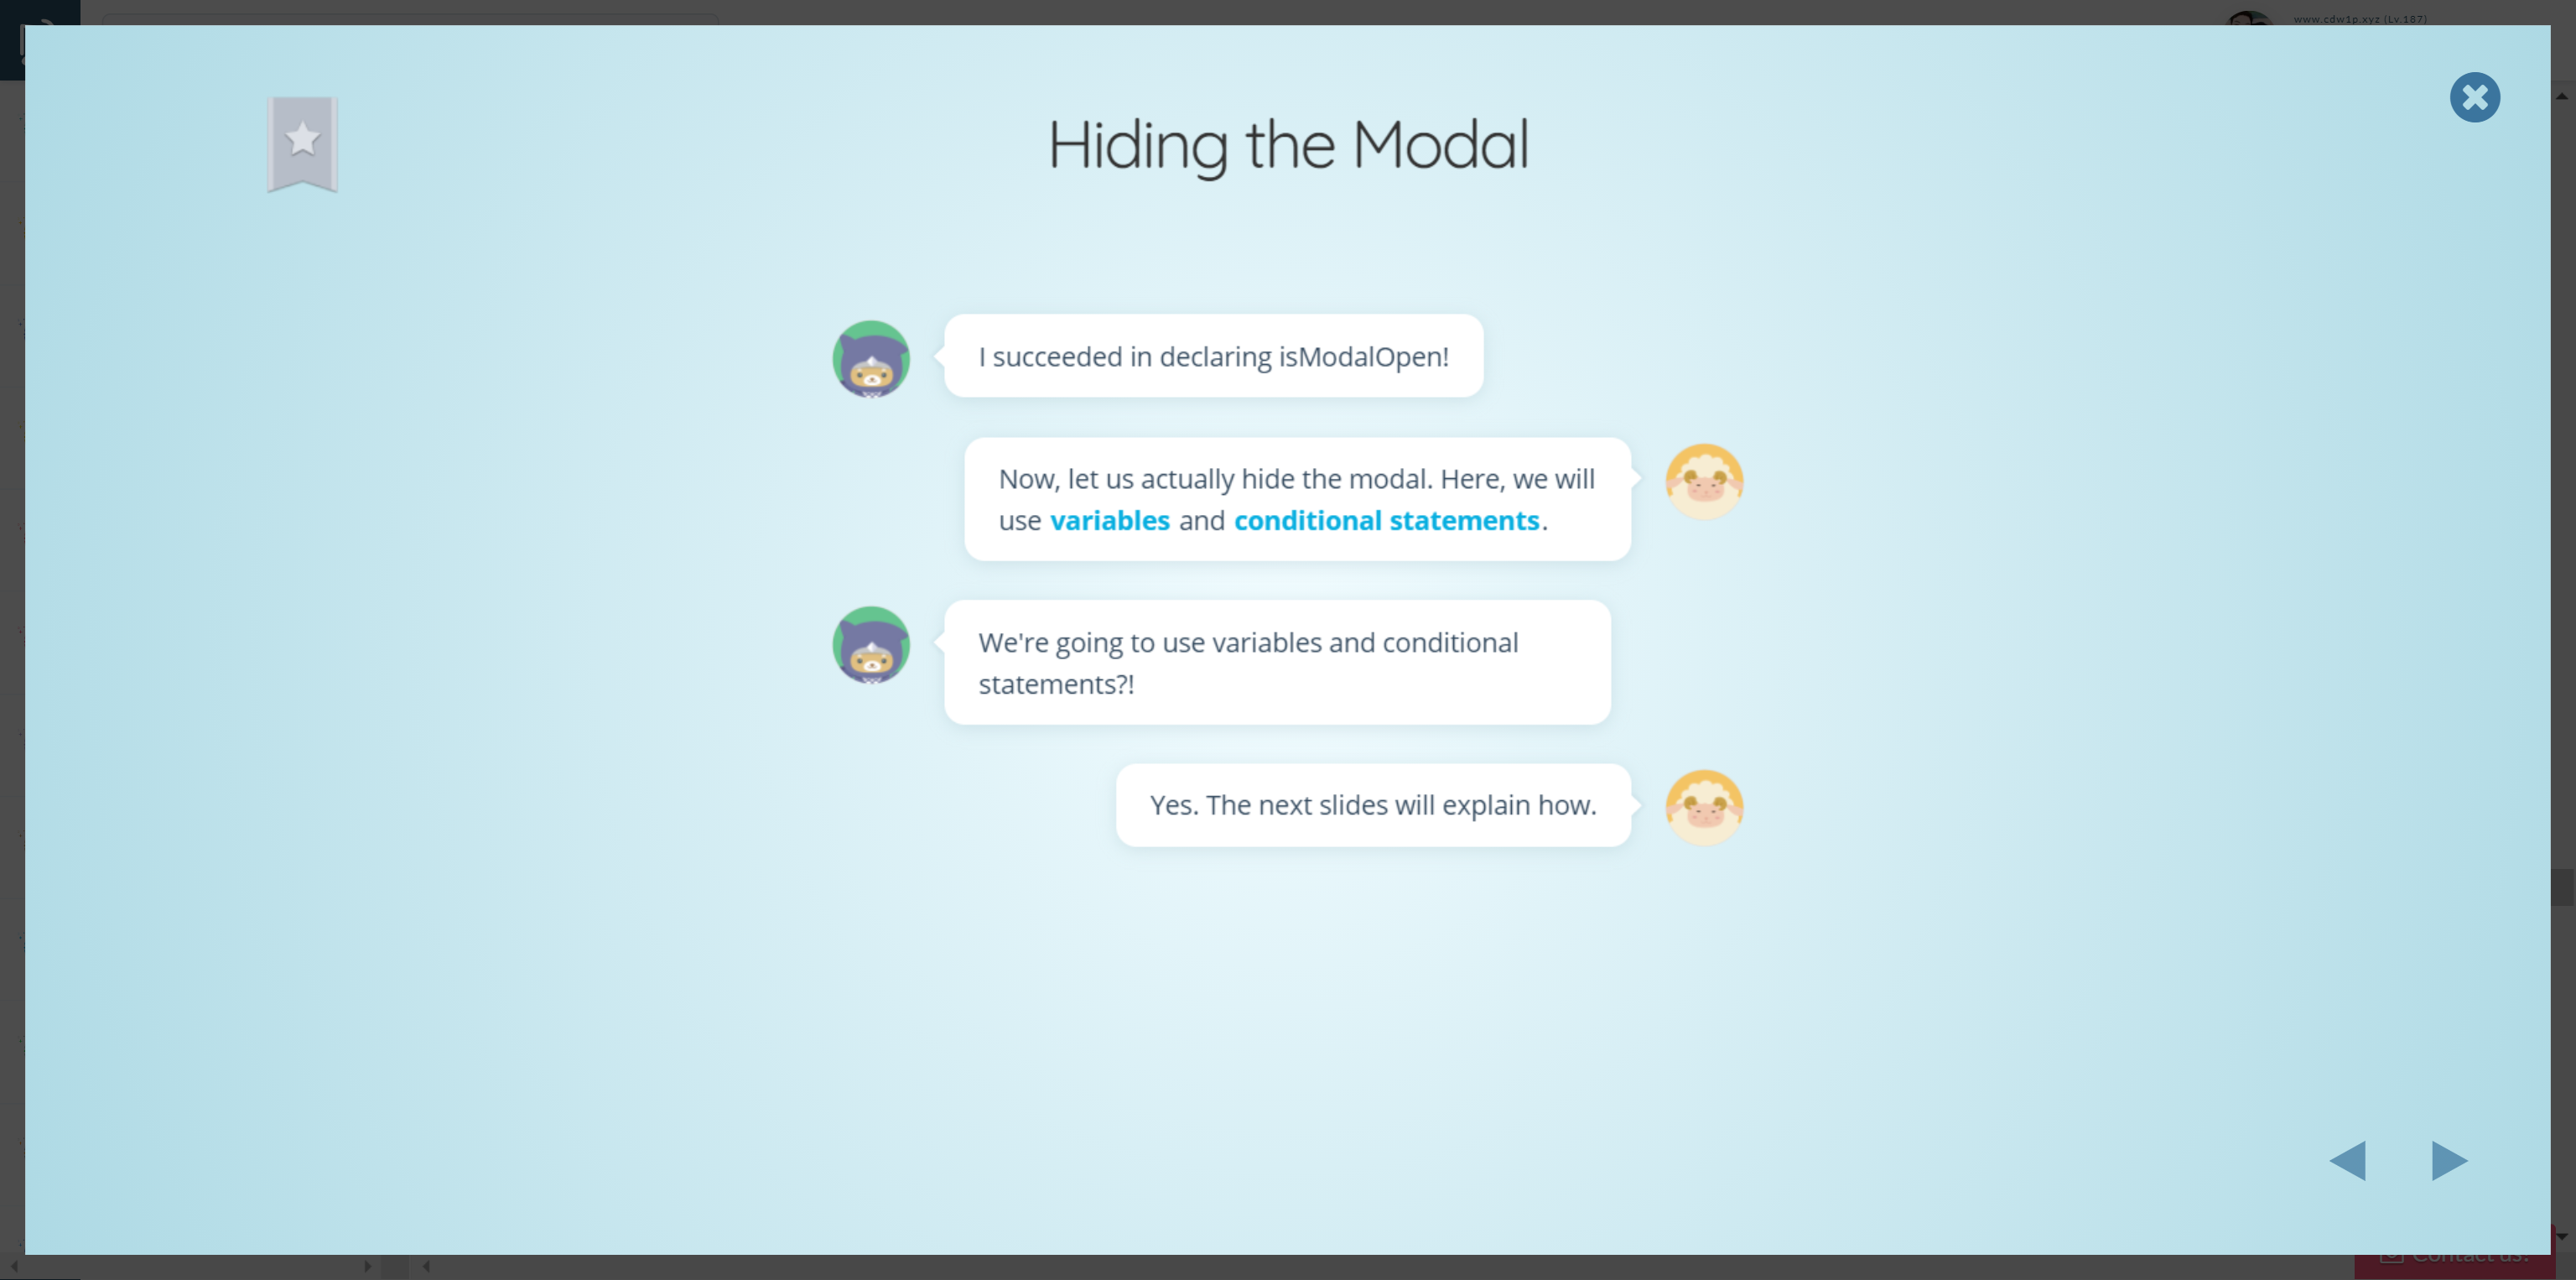 www.cdw1p.xyz (Lv.187)
Hiding the Modal
I succeeded in declaring isModalOpen!
Now, let us actually hide the modal. Here, we will
use variables and conditional statements.
We're going to use variables and conditional
statements?!
Yes. The next slides will explain how.
Contact us!